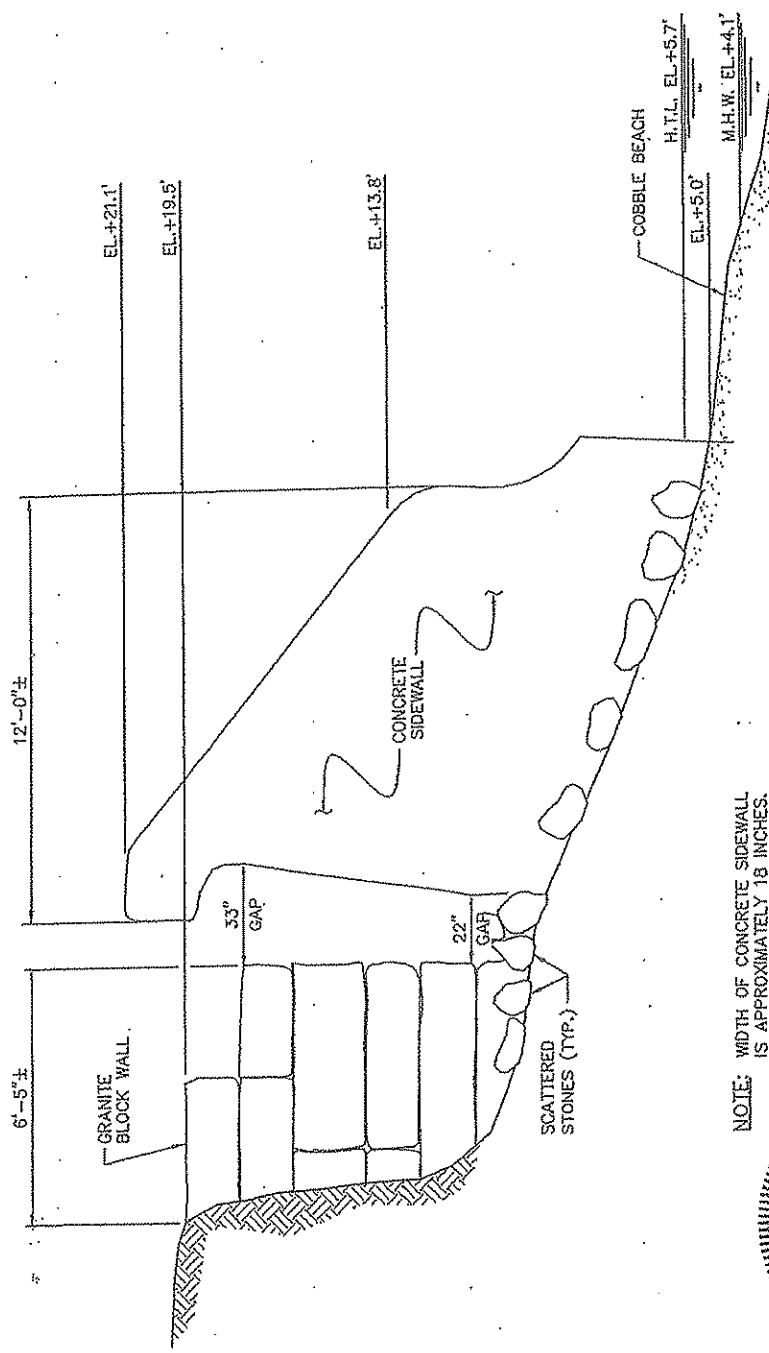 12'-0"±
6'-5"±
EL.+21.1'
EL.+19.5'
EL.+13.8'
GRANITE
BLOCK WALL
33"
GAP
CONCRETE
SIDEWALL
22"
GAP
SCATTERED
STONES (TYP.)
COBBLE BEACH
H.T.L. EL.+5.7'
EL.+5.0'
M.H.W. EL.+4.1'
NOTE: WIDTH OF CONCRETE SIDEWALL
IS APPROXIMATELY 18 INCHES.